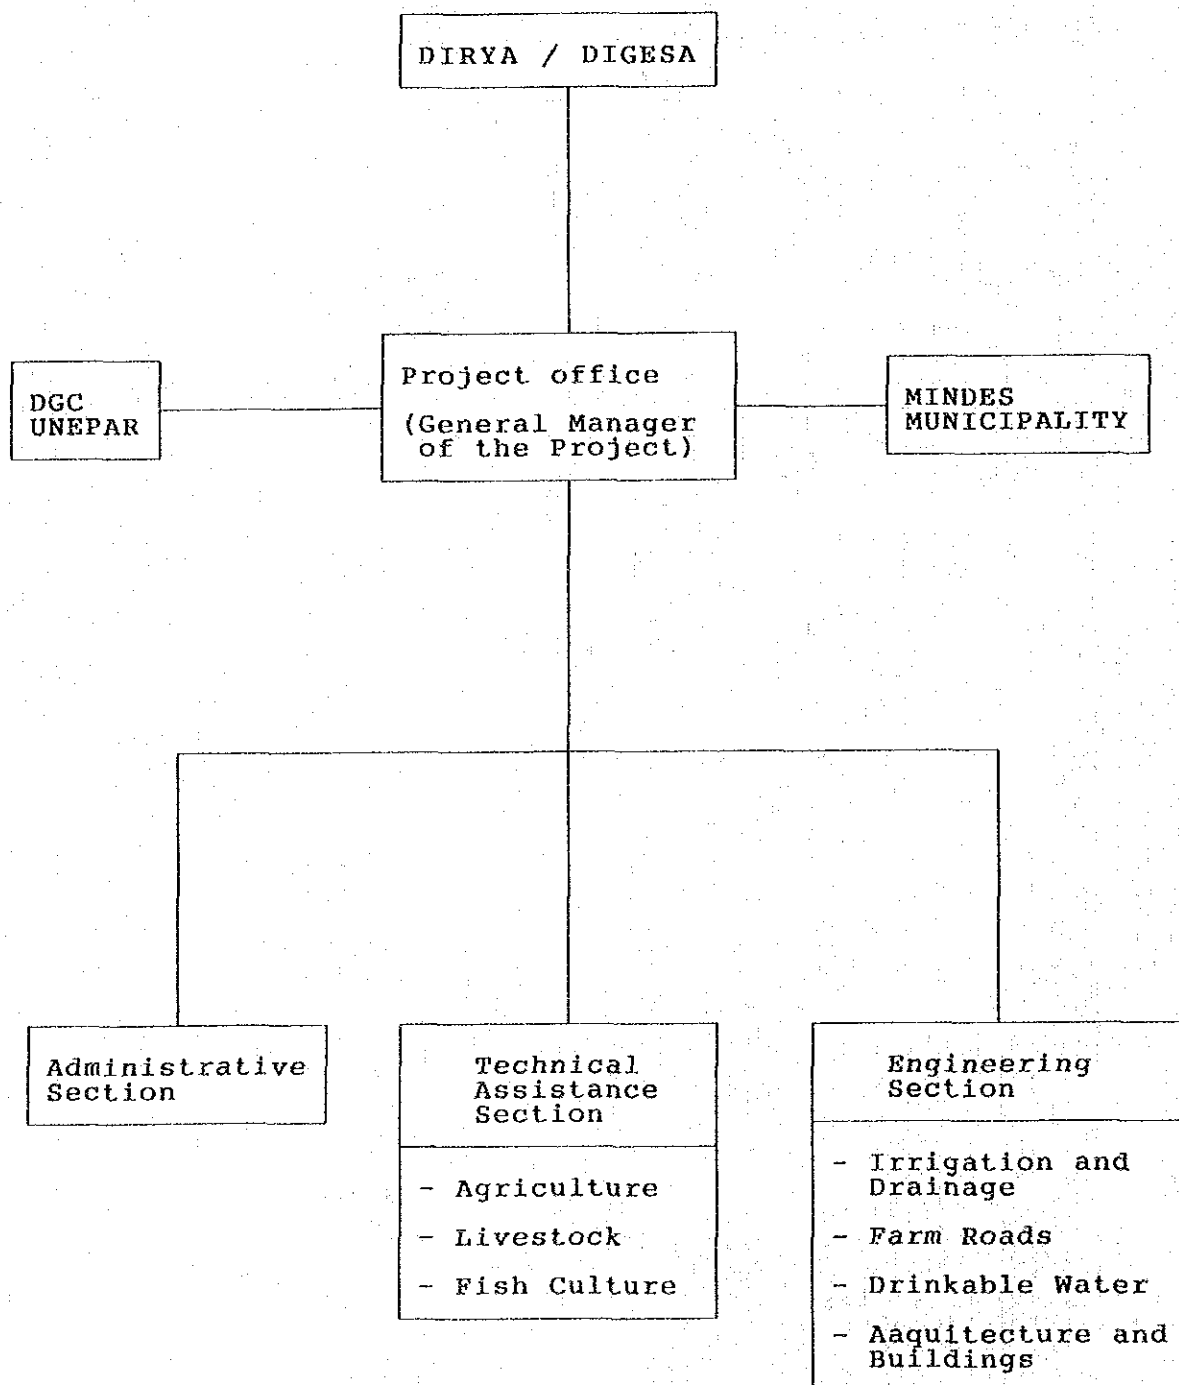 DIRYA / DIGESA
DGC
UNEPAR
Project office
(General Manager
of the Project)
MINDES
MUNICIPALITY
Administrative
Section
Technical
Assistance
Section
- Agriculture
- Livestock
- Fish Culture
Engineering
Section
- Irrigation and
Drainage
- Farm Roads
- Drinkable Water
- Aaquitecture and
Buildings